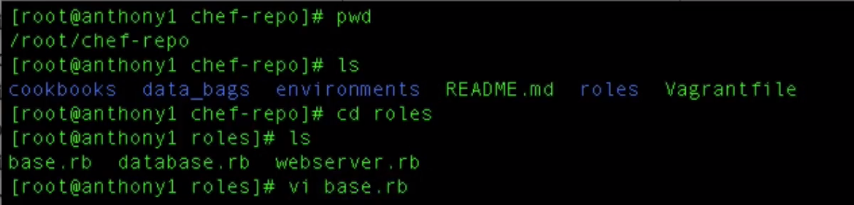 [root@anthony1 chef-repo]# pwd
/root/chef-repo
[root@anthony1 chef-repo]# ls
cookbooks  data_bags  environments  README.md  roles  Vagrantfile
[root@anthony1 chef-repo]# cd roles
[root@anthony1 roles]# ls
base.rb  database.rb  webserver.rb
[root@anthony1 roles]# vi base.rb